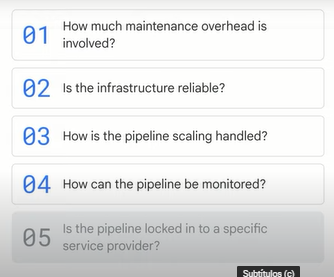 01 How much maintenance overhead is
involved?
02 Is the infrastructure reliable?
03 How is the pipeline scaling handled?
04 How can the pipeline be monitored?
05 Is the pipeline locked in to a specific
service provider?
Subtítulos (c)